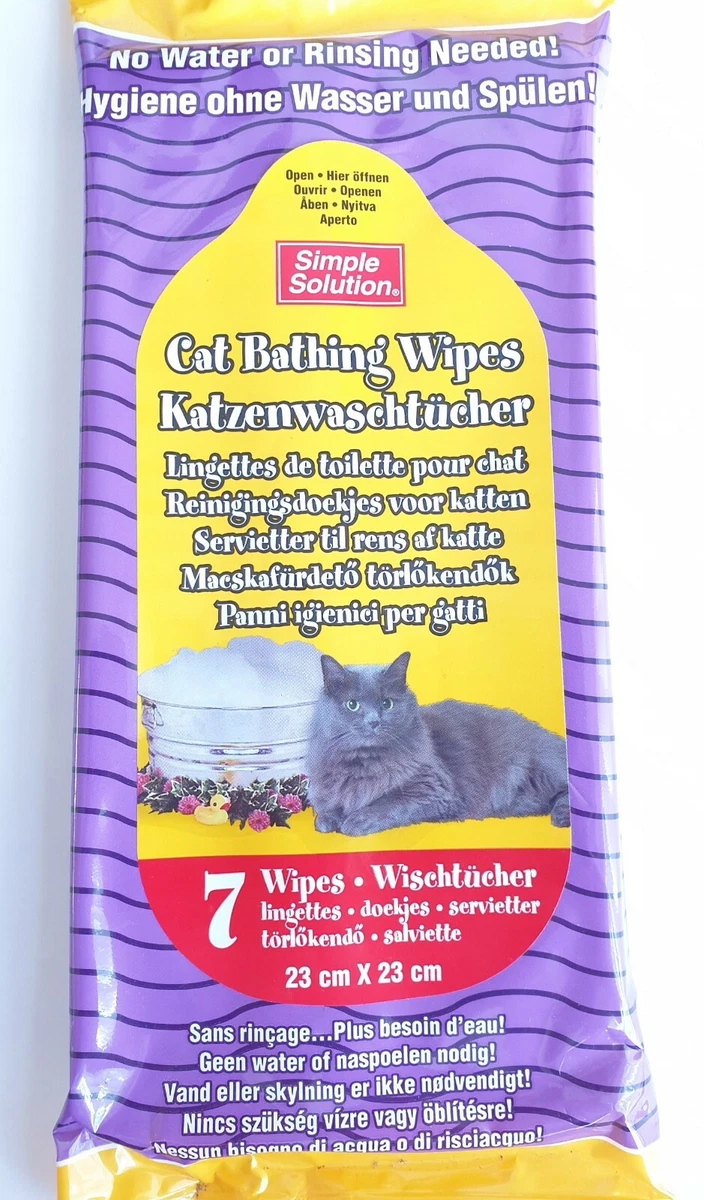 No Water or Rinsing Needed!
Hygiene ohne Wasser und Spülen!
Open • Hier öffnen
Ouvrir • Openen
Åben • Nyitva
Aperto
Simple
Solution®
Cat Bathing Wipes
Katzenwaschtücher
Lingettes de toilette pour chat
Reinigingsdoekjes voor katten
Servietter til rens af katte
Macskafürdető törlőkendők
Panni igienici per gatti
7 Wipes • Wischtücher
lingettes • doekjes • servietter
törlőkendő • salviette
23 cm X 23 cm
Sans rinçage...Plus besoin d'eau!
Geen water of naspoelen nodig!
Vand eller skylning er ikke nødvendigt!
Nincs szükség vízre vagy öblítésre!
Nessun bisogno di acqua o di risciacquo!